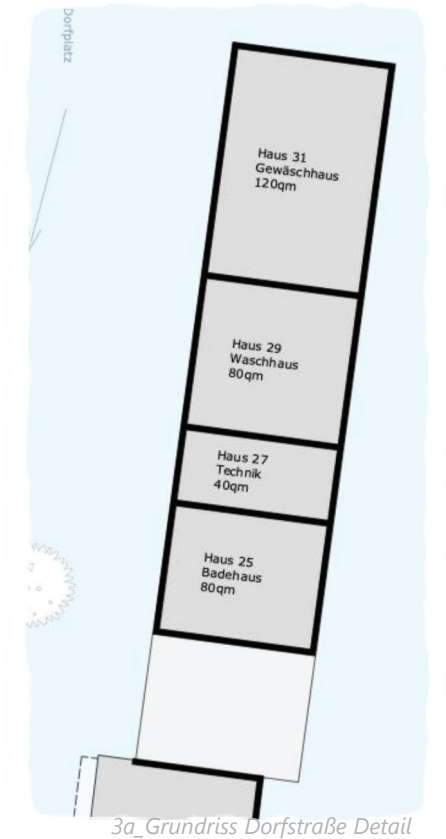 Dorfplatz
Haus 31
Gewäschhaus
120qm
Haus 29
Waschhaus
80qm
Haus 27
Technik
40qm
Haus 25
Badehaus
80qm
3a_Grundriss Dorfstraße Detail